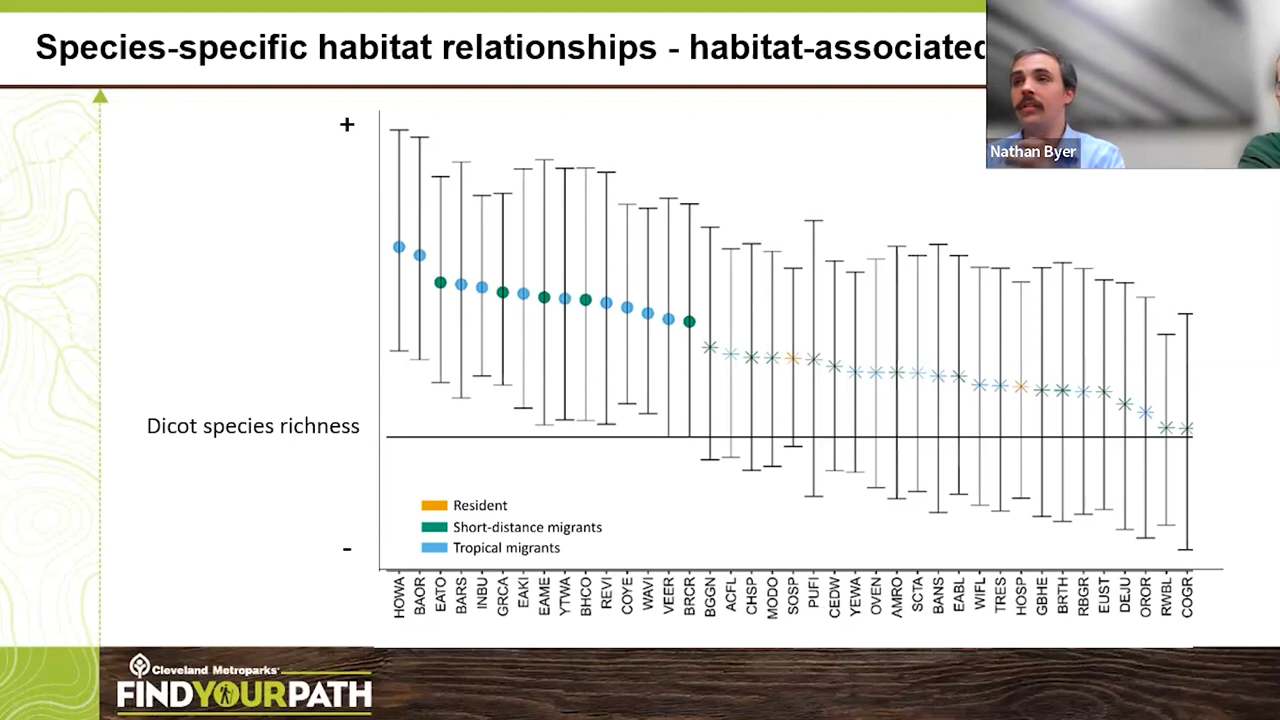 Species-specific habitat relationships - habitat-associated
Nathan Byer
+
Dicot species richness
-
Resident
Short-distance migrants
Tropical migrants
HOWA BAOR EATO BARS INBU GRCA EAKI EAME YTWA BHCO REVI COYE WAVI VEER BRCR BGGN ACFL CHSP MODO SOSP PUFI CEDW YEWA OVEN AMRO SCTA BANS EABL WIFL TRES HOSP GBHE BRTH RBGR EUST DEJU OROR RWBL COGR
Cleveland Metroparks
FINDYOURPATH